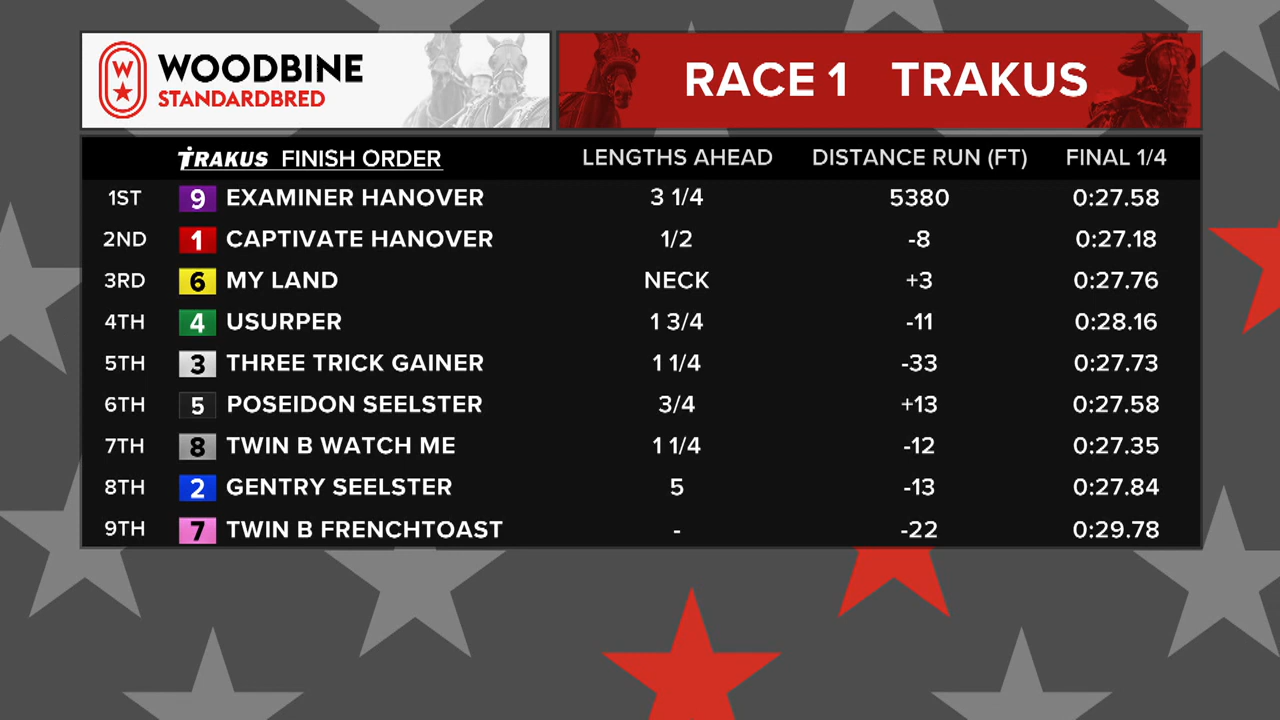 W
WOODBINE
STANDARDBRED
RACE 1 TRAKUS
TRAKUS FINISH ORDER LENGTHS AHEAD DISTANCE RUN (FT) FINAL 1/4
1ST 9 EXAMINER HANOVER 3 1/4 5380 0:27.58
2ND 1 CAPTIVATE HANOVER 1/2 -8 0:27.18
3RD 6 MY LAND NECK +3 0:27.76
4TH 4 USURPER 1 3/4 -11 0:28.16
5TH 3 THREE TRICK GAINER 1 1/4 -33 0:27.73
6TH 5 POSEIDON SEELSTER 3/4 +13 0:27.58
7TH 8 TWIN B WATCH ME 1 1/4 -12 0:27.35
8TH 2 GENTRY SEELSTER 5 -13 0:27.84
9TH 7 TWIN B FRENCHTOAST - -22 0:29.78